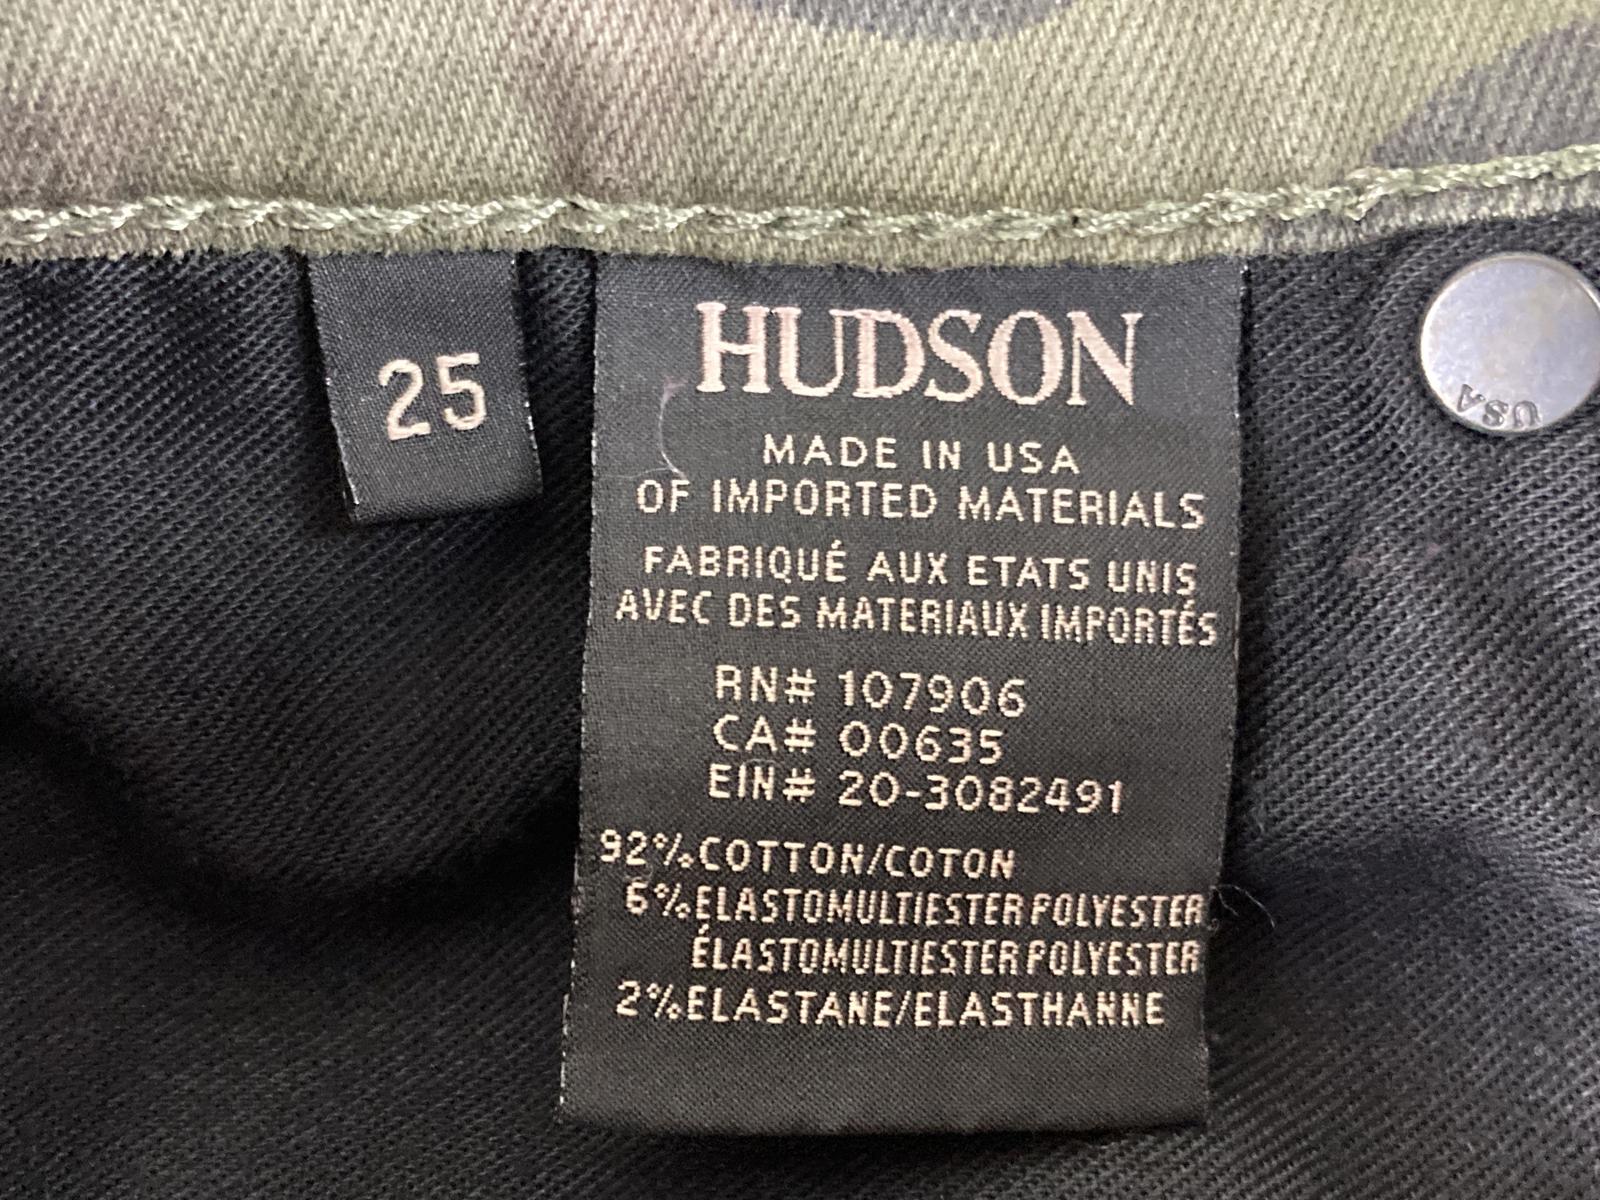 25
HUDSON
MADE IN USA
OF IMPORTED MATERIALS
FABRIQUÉ AUX ETATS UNIS
AVEC DES MATERIAUX IMPORTÉS
RN# 107906
CA# 00635
EIN# 20-3082491
92% COTTON/COTON
6% ELASTOMULTIESTER POLYESTER
ÉLASTOMULTIESTER POLYESTER
2% ELASTANE/ELASTHANNE
USA